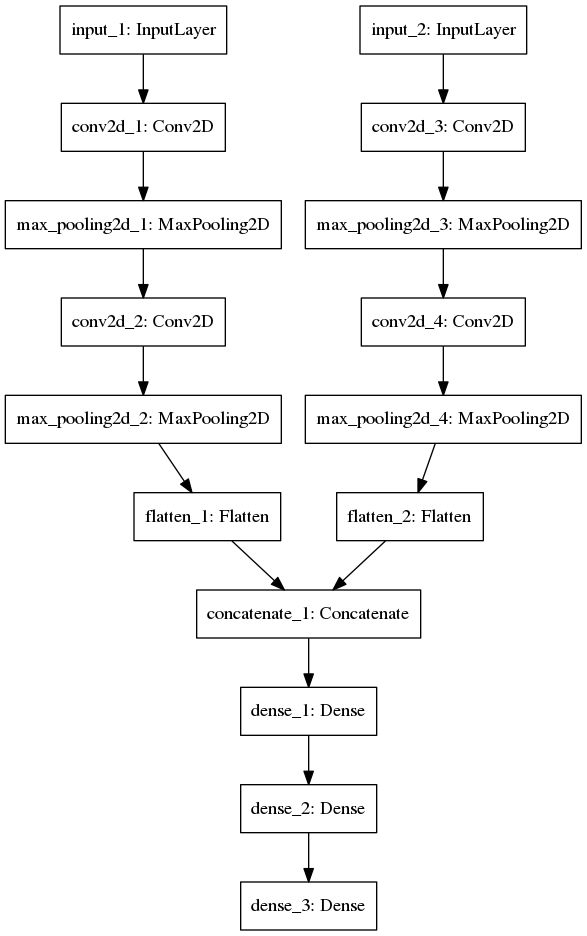 input_1: InputLayer
input_2: InputLayer
conv2d_1: Conv2D
conv2d_3: Conv2D
max_pooling2d_1: MaxPooling2D
max_pooling2d_3: MaxPooling2D
conv2d_2: Conv2D
conv2d_4: Conv2D
max_pooling2d_2: MaxPooling2D
max_pooling2d_4: MaxPooling2D
flatten_1: Flatten
flatten_2: Flatten
concatenate_1: Concatenate
dense_1: Dense
dense_2: Dense
dense_3: Dense